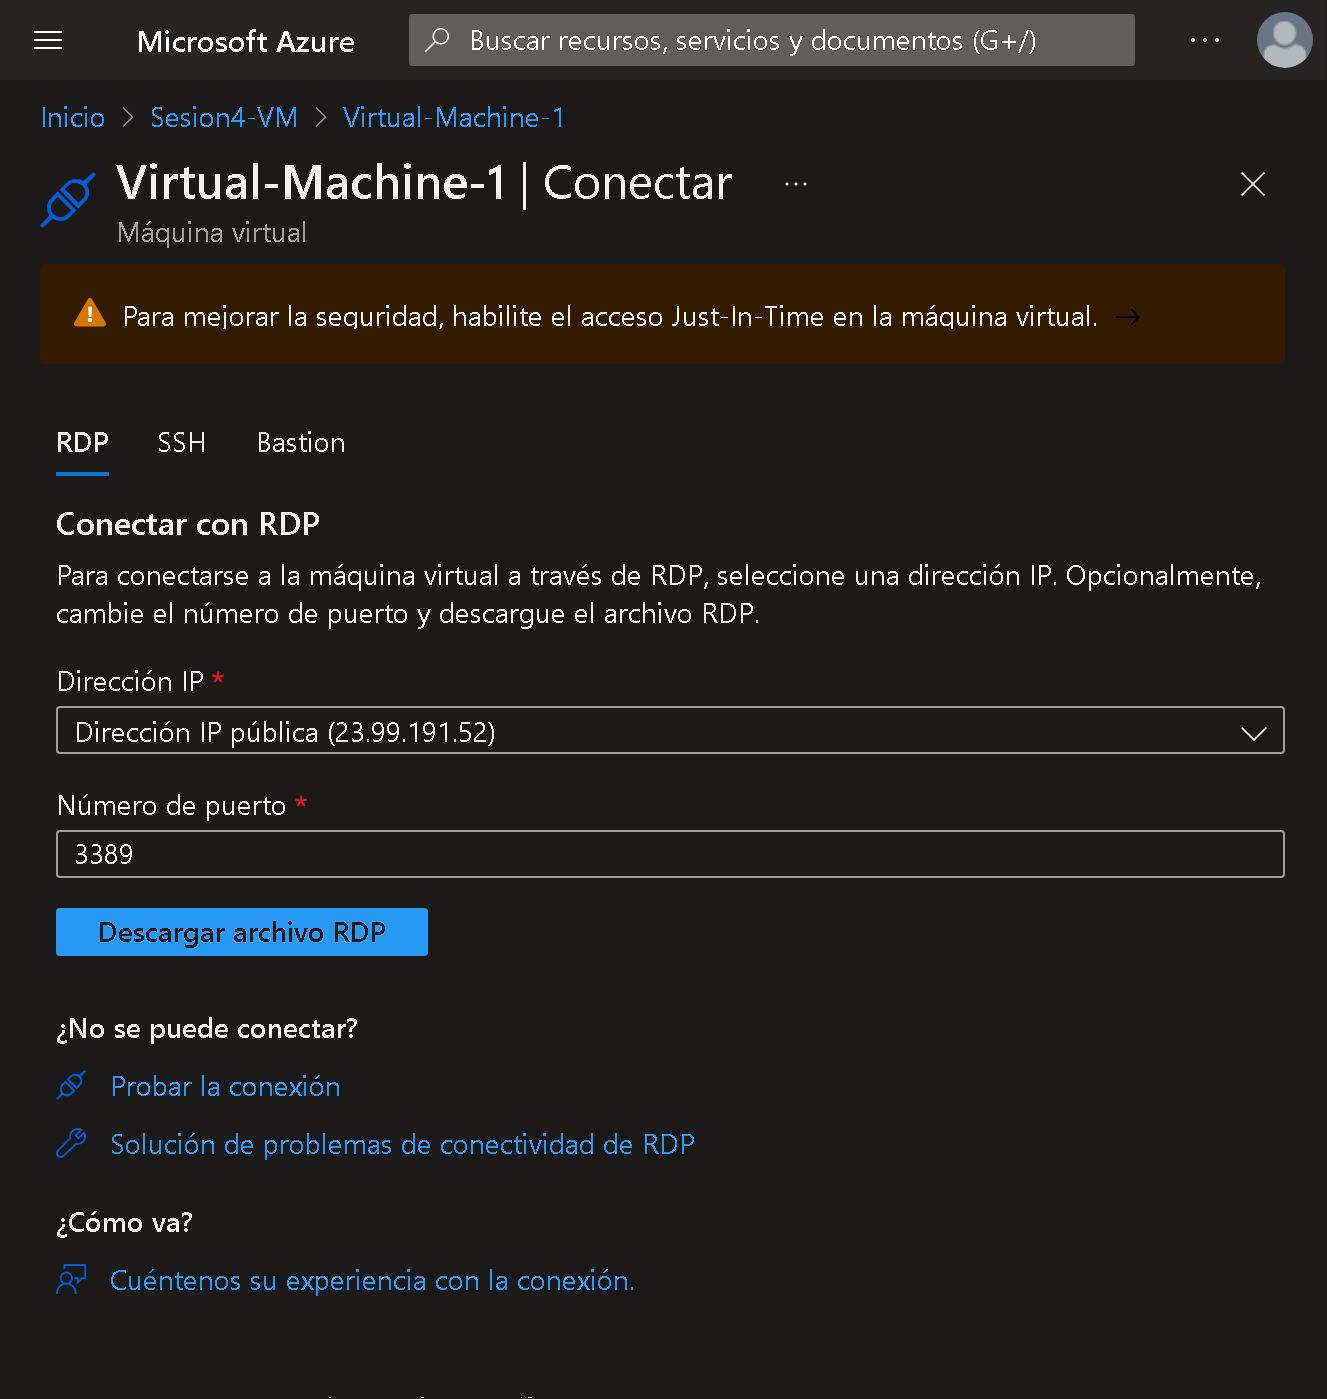 Microsoft Azure
Buscar recursos, servicios y documentos (G+/)
Inicio > Sesion4-VM > Virtual-Machine-1
Virtual-Machine-1 | Conectar ...
Máquina virtual
Para mejorar la seguridad, habilite el acceso Just-In-Time en la máquina virtual. →
RDP SSH Bastion
Conectar con RDP
Para conectarse a la máquina virtual a través de RDP, seleccione una dirección IP. Opcionalmente,
cambie el número de puerto y descargue el archivo RDP.
Dirección IP *
Dirección IP pública (23.99.191.52)
Número de puerto *
3389
Descargar archivo RDP
¿No se puede conectar?
Probar la conexión
Solución de problemas de conectividad de RDP
¿Cómo va?
Cuéntenos su experiencia con la conexión.